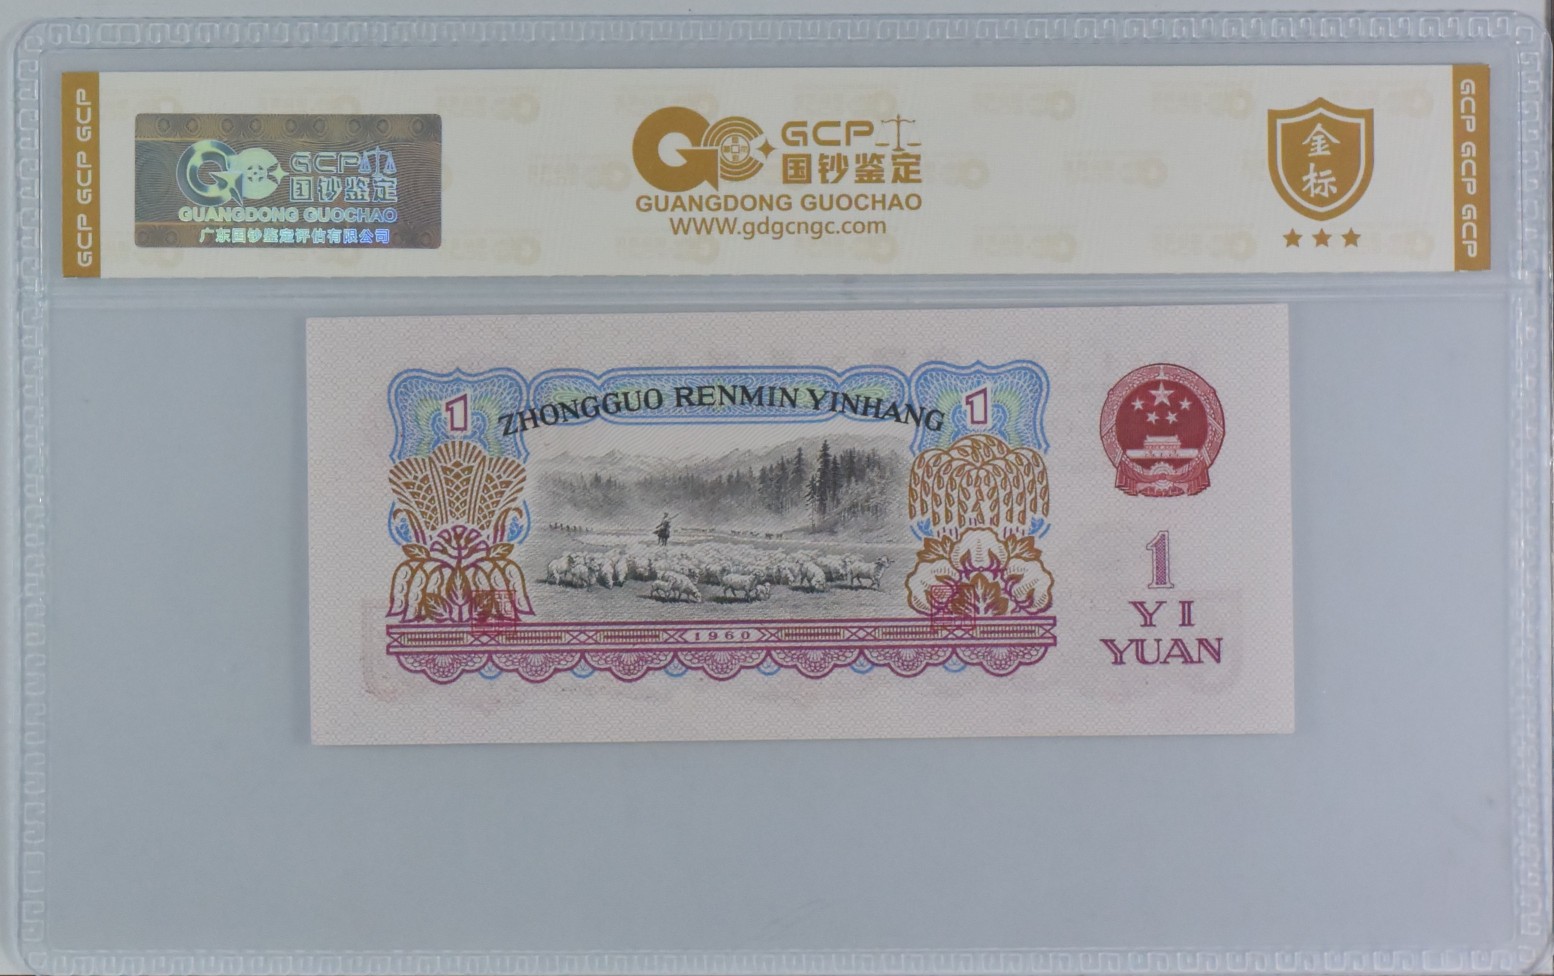 GCP GCP GCP
GCP
国钞鉴定
GUANGDONG GUOCHAO
广东国钞鉴定评估有限公司
GCP
国钞鉴定
GUANGDONG GUOCHAO
WWW.gdgcngc.com
金
标
GCP GCP GCP
1
ZHONGGUO RENMIN YINHANG
1
1960
1
YI
YUAN